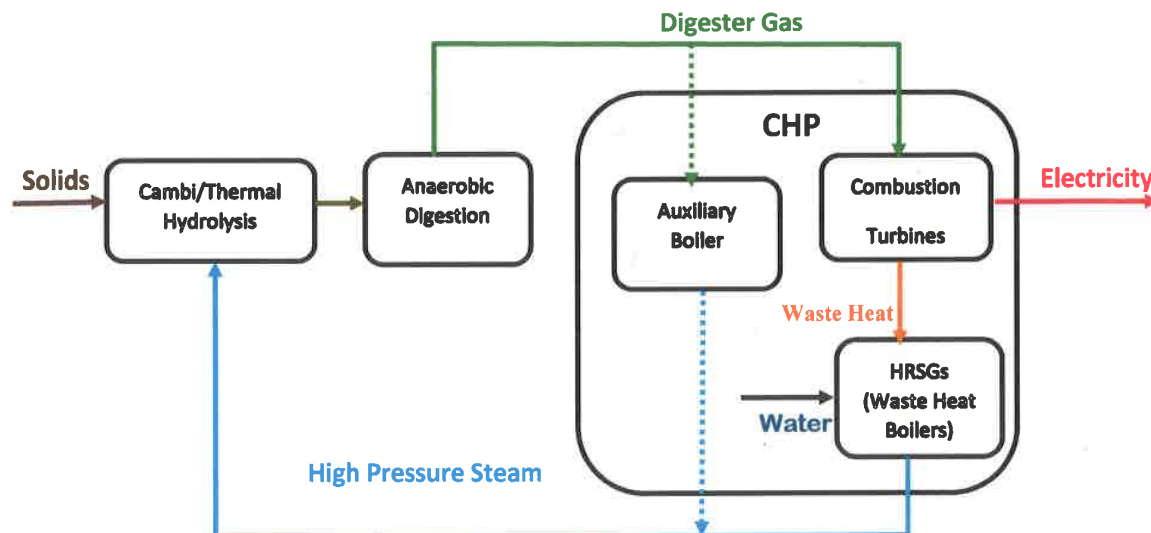 Digester Gas
CHP
Solids
Cambi/Thermal
Hydrolysis
Anaerobic
Digestion
Auxiliary
Boiler
Combustion
Turbines
Electricity
Waste Heat
HRSGs
(Waste Heat
Boilers)
Water
High Pressure Steam